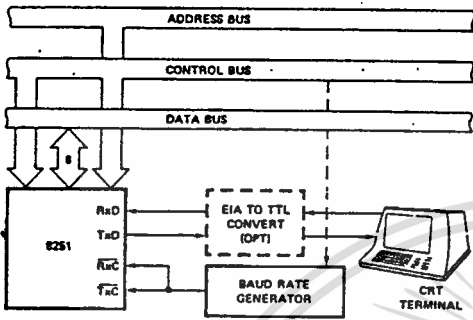 ADDRESS BUS
CONTROL BUS
DATA BUS
8
8251
RxD
TxD
RxC
TxC
EIA TO TTL
CONVERT
(OPT)
BAUD RATE
GENERATOR
CRT
TERMINAL